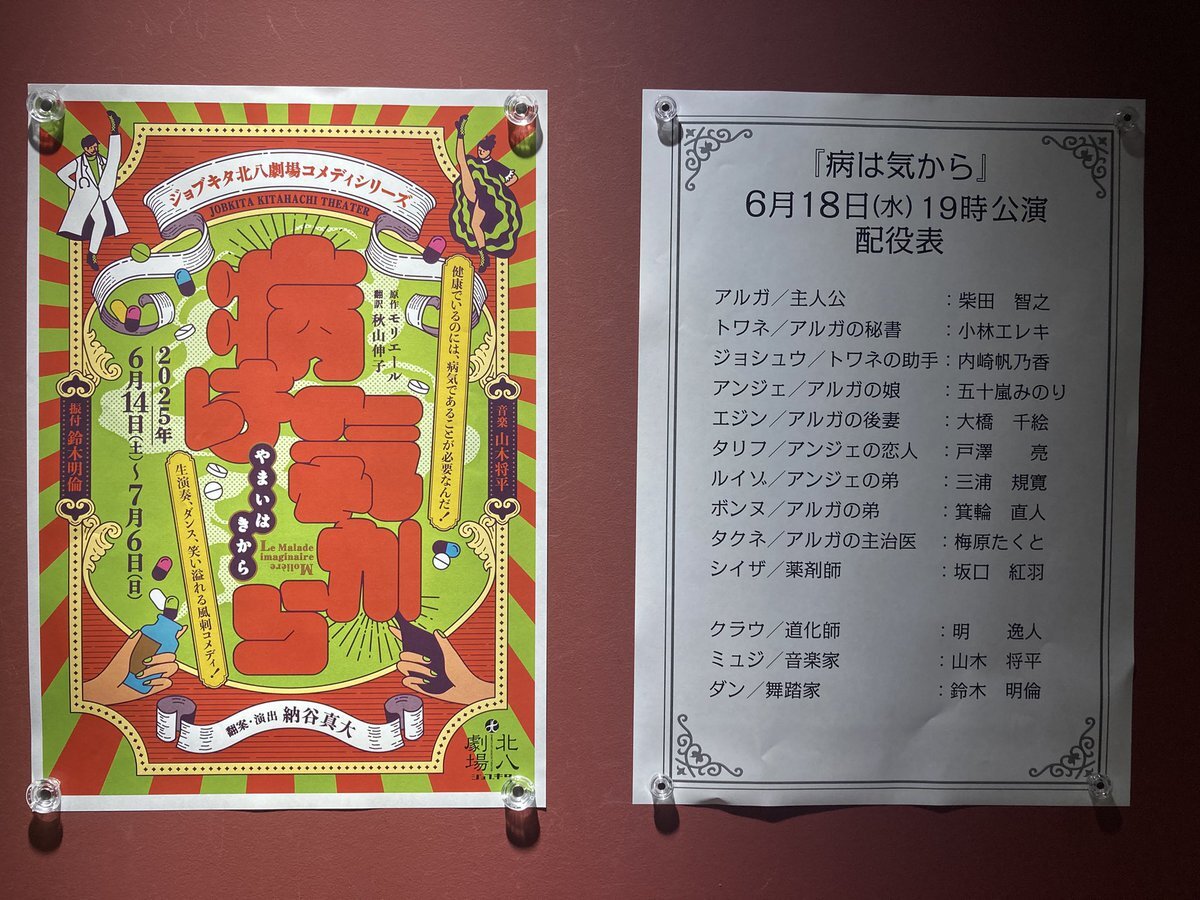 ジョブキタ北八劇場コメディシリーズ
JOBKITA KITAHACHI THEATER
健康でいるのには、病気であることが必要なんだ!
原作 モリエール
翻訳 秋山伸子
病は気から
やまいは
きから
Le Malade
imaginaire
Molière
2025年
6月14日(土)〜7月6日(日)
音楽 山木将平
振付 鈴木明倫
生演奏、ダンス、笑い溢れる風刺コメディ!
翻案・演出 納谷真大
北八
劇場
ジョブキタ
『病は気から』
6月18日(水) 19時公演
配役表
アルガ/主人公 :柴田 智之
トワネ/アルガの秘書 :小林エレキ
ジョシュウ/トワネの助手:内崎帆乃香
アンジェ/アルガの娘 :五十嵐みのり
エジン/アルガの後妻 :大橋 千絵
タリフ/アンジェの恋人 :戸澤 亮
ルイゾ/アンジェの弟 :三浦 規寛
ボンヌ/アルガの弟 :箕輪 直人
タクネ/アルガの主治医 :梅原たくと
シイザ/薬剤師 :坂口 紅羽
クラウ/道化師 :明 逸人
ミュジ/音楽家 :山木 将平
ダン/舞踏家 :鈴木 明倫